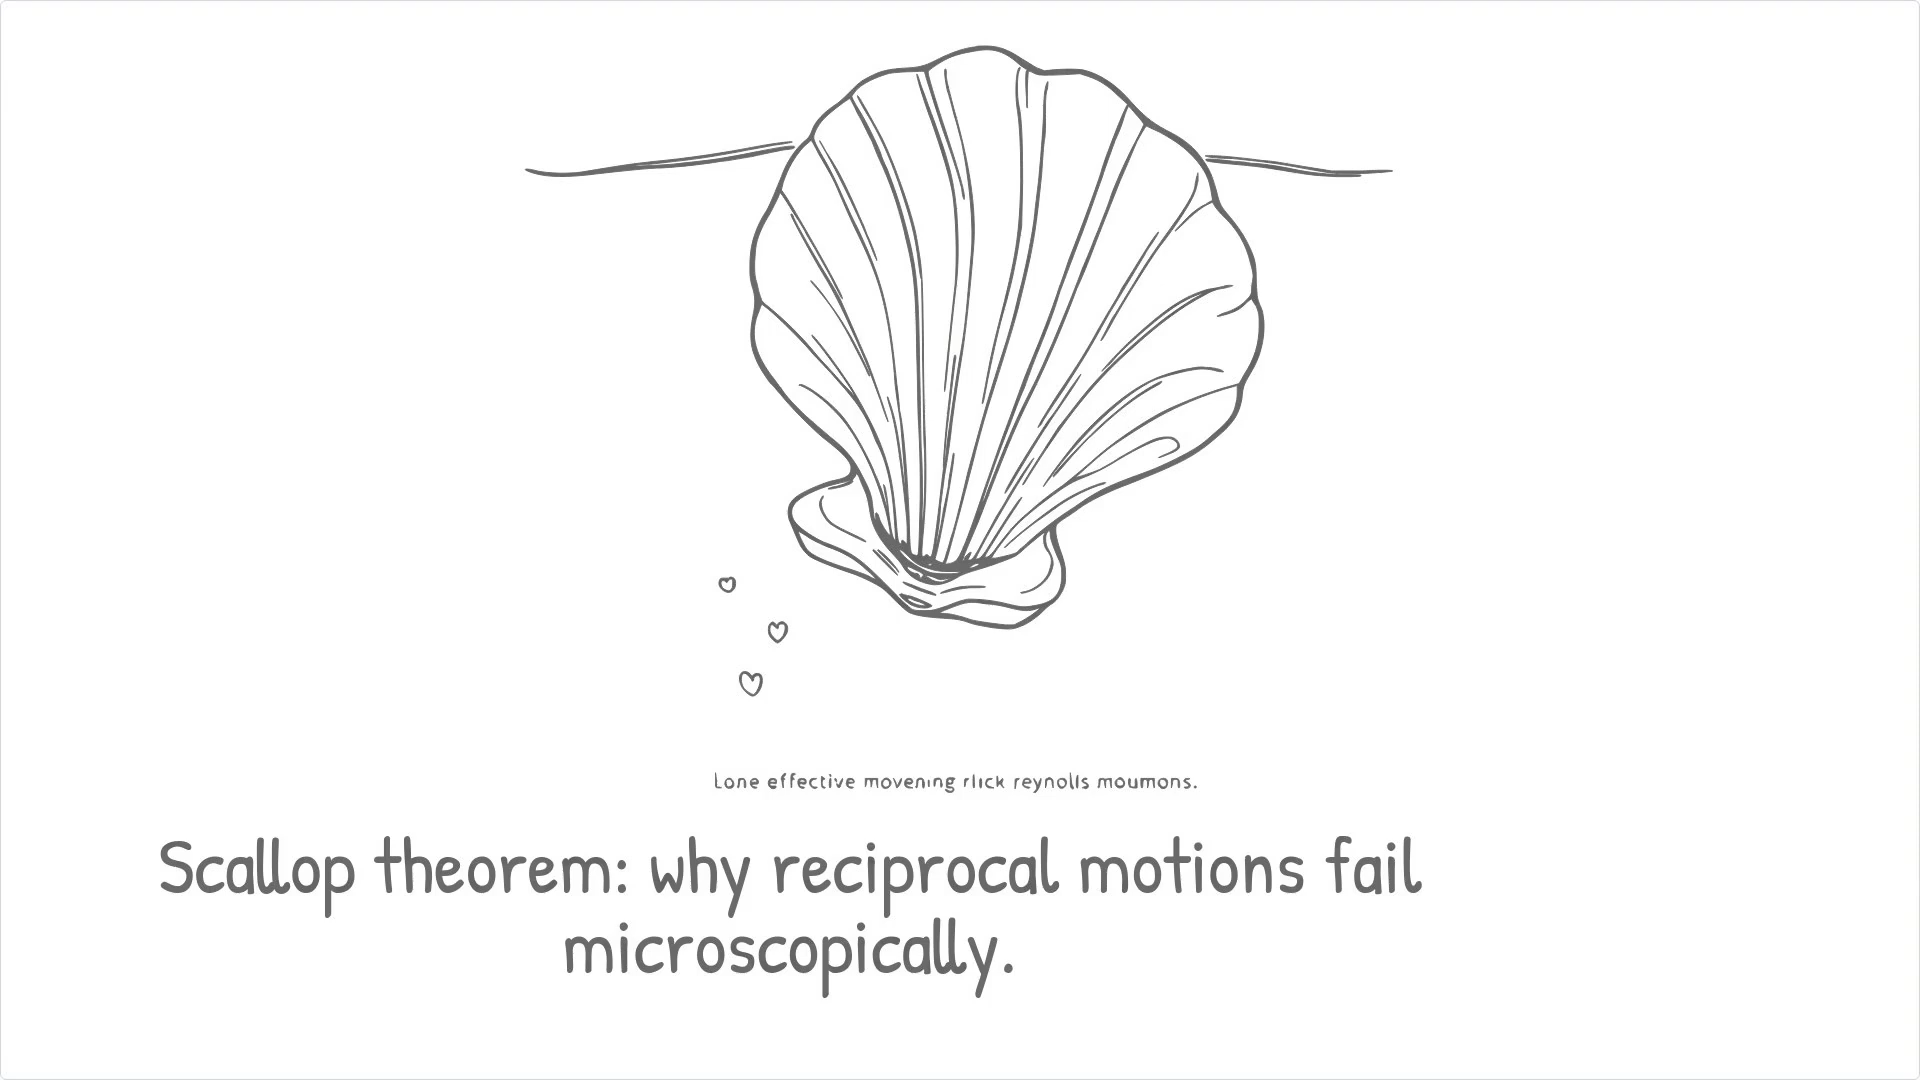 Lone effective movening rlick reynolls moumons.
Scallop theorem: why reciprocal motions fail
microscopically.